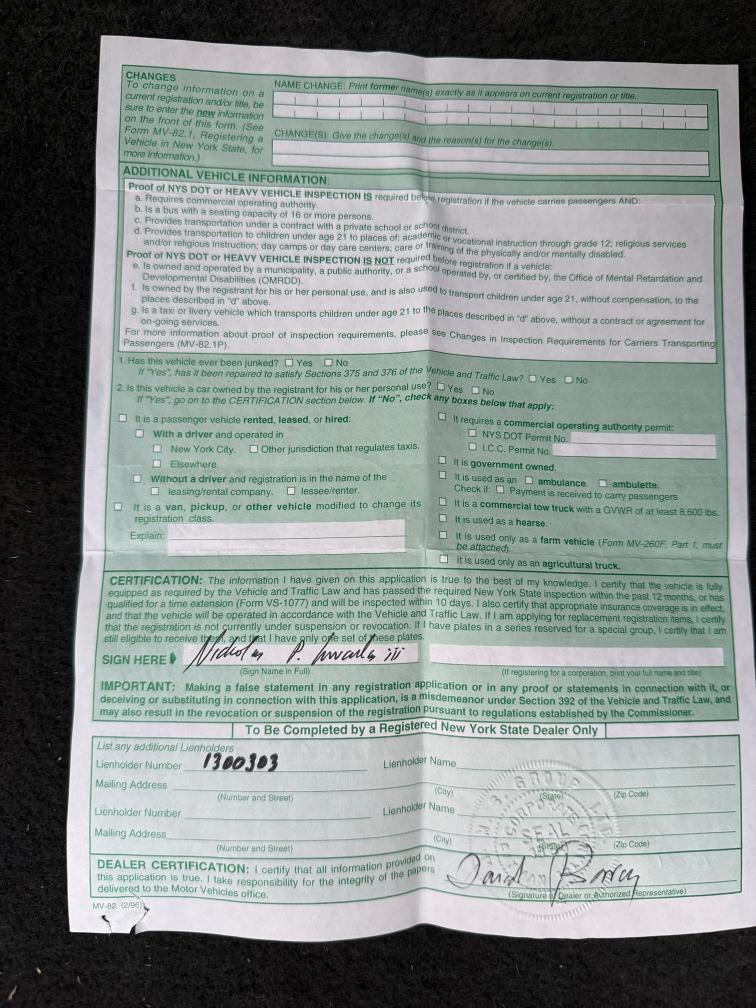 CHANGES
To change information on a
current registration and/or title, be
sure to enter the new information
on the front of this form. (See
Form MV-82.1, Registering a
Vehicle in New York State, for
more information.)
NAME CHANGE: Print former name(s) exactly as it appears on current registration or title.
CHANGE(S): Give the change(s) and the reason(s) for the change(s).
ADDITIONAL VEHICLE INFORMATION:
Proof of NYS DOT or HEAVY VEHICLE INSPECTION IS required before registration if the vehicle carries passengers AND:
a. Requires commercial operating authority.
b. Is a bus with a seating capacity of 16 or more persons.
c. Provides transportation under a contract with a private school or school district.
d. Provides transportation to children under age 21 to places of: academic or vocational instruction through grade 12; religious services
and/or religious instruction; day camps or day care centers; care or training of the physically and/or mentally disabled.
Proof of NYS DOT or HEAVY VEHICLE INSPECTION IS NOT required before registration if a vehicle:
e. Is owned and operated by a municipality, a public authority, or a school operated by, or certified by, the Office of Mental Retardation and
Developmental Disabilities (OMRDD).
f. Is owned by the registrant for his or her personal use, and is also used to transport children under age 21, without compensation, to the
places described in "d" above.
g. Is a taxi or livery vehicle which transports children under age 21 to the places described in "d" above, without a contract or agreement for
on-going services.
For more information about proof of inspection requirements, please see Changes in Inspection Requirements for Carriers Transporting
Passengers (MV-82.1P).
1. Has this vehicle ever been junked? Yes No
If "Yes", has it been repaired to satisfy Sections 375 and 376 of the Vehicle and Traffic Law? Yes No
2. Is this vehicle a car owned by the registrant for his or her personal use? Yes No
If "Yes", go on to the CERTIFICATION section below. If "No", check any boxes below that apply:
It is a passenger vehicle rented, leased, or hired:
With a driver and operated in
New York City. Other jurisdiction that regulates taxis.
Elsewhere.
Without a driver and registration is in the name of the
leasing/rental company. lessee/renter.
It is a van, pickup, or other vehicle modified to change its
registration class.
Explain:
It requires a commercial operating authority permit:
NYS DOT Permit No.
I.C.C. Permit No.
It is government owned.
It is used as an ambulance. ambulette.
Check if: Payment is received to carry passengers
It is a commercial tow truck with a GVWR of at least 8,600 lbs.
It is used as a hearse.
It is used only as a farm vehicle (Form MV-260F, Part 1, must
be attached).
It is used only as an agricultural truck.
CERTIFICATION: The information I have given on this application is true to the best of my knowledge. I certify that the vehicle is fully
equipped as required by the Vehicle and Traffic Law and has passed the required New York State inspection within the past 12 months, or has
qualified for a time extension (Form VS-1077) and will be inspected within 10 days. I also certify that appropriate insurance coverage is in effect,
and that the vehicle will be operated in accordance with the Vehicle and Traffic Law. If I am applying for replacement registration items, I certify
that the registration is not currently under suspension or revocation. If I have plates in a series reserved for a special group, I certify that I am
still eligible to receive them, and that I have only one set of these plates.
SIGN HERE
(Sign Name in Full)
(If registering for a corporation, print your full name and title)
IMPORTANT: Making a false statement in any registration application or in any proof or statements in connection with it, or
deceiving or substituting in connection with this application, is a misdemeanor under Section 392 of the Vehicle and Traffic Law, and
may also result in the revocation or suspension of the registration pursuant to regulations established by the Commissioner.
To Be Completed by a Registered New York State Dealer Only
List any additional Lienholders
Lienholder Number 1300303 Lienholder Name
Mailing Address
(Number and Street) (City) (State) (Zip Code)
Lienholder Number Lienholder Name
Mailing Address
(Number and Street) (City) (State) (Zip Code)
GROUP LTD
CORPORATE
SEAL
DEALER CERTIFICATION: I certify that all information provided on
this application is true. I take responsibility for the integrity of the papers
delivered to the Motor Vehicles office.
(Signature of Dealer or Authorized Representative)
MV-82 (2/96)